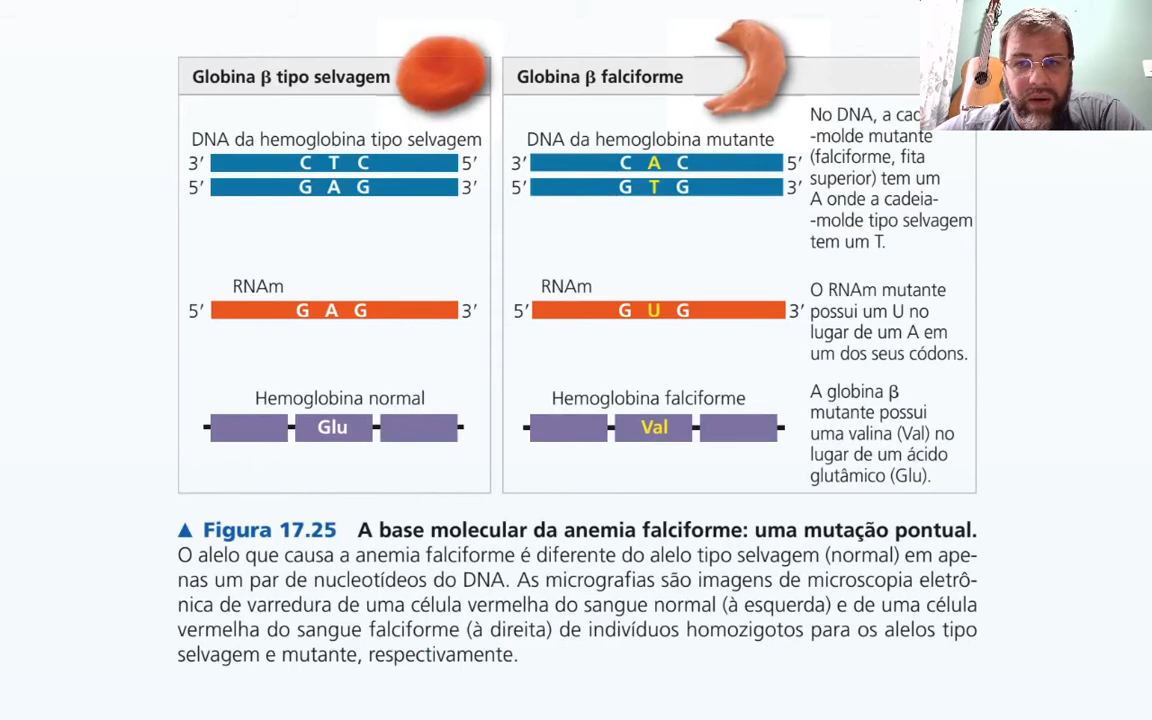 Globina β tipo selvagem
DNA da hemoglobina tipo selvagem
3′ C T C 5′
5′ G A G 3′
RNAm
5′ G A G 3′
Hemoglobina normal
Glu
Globina β falciforme
DNA da hemoglobina mutante
3′ C A C 5′
5′ G T G 3′
RNAm
5′ G U G 3′
Hemoglobina falciforme
Val
No DNA, a
-molde mutante
(falciforme, fita
superior) tem um
A onde a cadeia-
-molde tipo selvagem
tem um T.
O RNAm mutante
possui um U no
lugar de um A em
um dos seus códons.
A globina β
mutante possui
uma valina (Val) no
lugar de um ácido
glutâmico (Glu).
▲ Figura 17.25 A base molecular da anemia falciforme: uma mutação pontual.
O alelo que causa a anemia falciforme é diferente do alelo tipo selvagem (normal) em ape-
nas um par de nucleotídeos do DNA. As micrografias são imagens de microscopia eletrô-
nica de varredura de uma célula vermelha do sangue normal (à esquerda) e de uma célula
vermelha do sangue falciforme (à direita) de indivíduos homozigotos para os alelos tipo
selvagem e mutante, respectivamente.